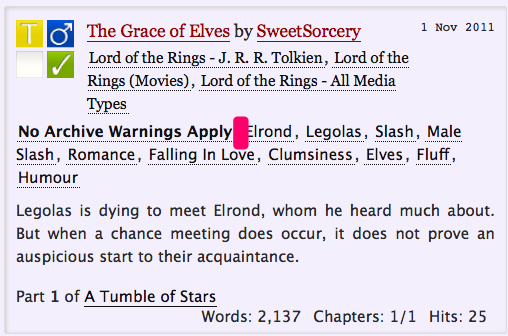 T
The Grace of Elves by SweetSorcery
1 Nov 2011
Lord of the Rings - J. R. R. Tolkien, Lord of the
Rings (Movies), Lord of the Rings - All Media
Types
No Archive Warnings Apply Elrond, Legolas, Slash, Male
Slash, Romance, Falling In Love, Clumsiness, Elves, Fluff,
Humour
Legolas is dying to meet Elrond, whom he heard much about.
But when a chance meeting does occur, it does not prove an
auspicious start to their acquaintance.
Part 1 of A Tumble of Stars
Words: 2,137 Chapters: 1/1 Hits: 25